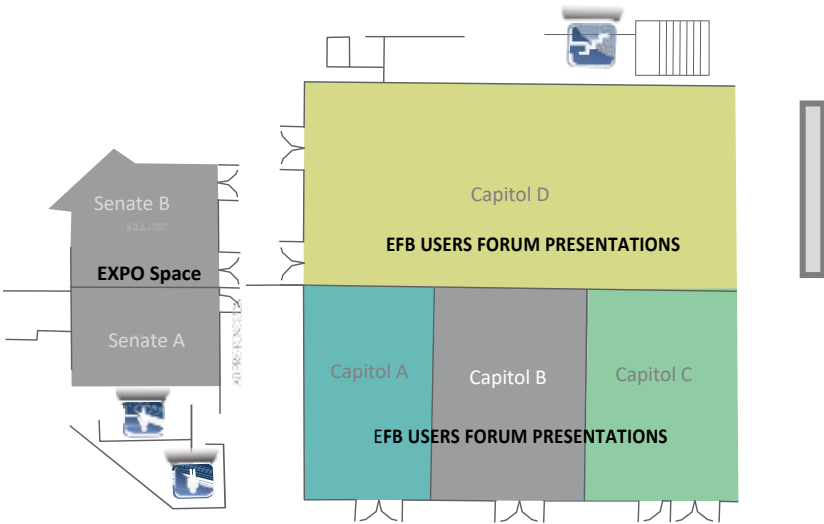 Capitol D
Senate B
EFB USERS FORUM PRESENTATIONS
EXPO Space
Senate A
Capitol A
Capitol B
Capitol C
EFB USERS FORUM PRESENTATIONS